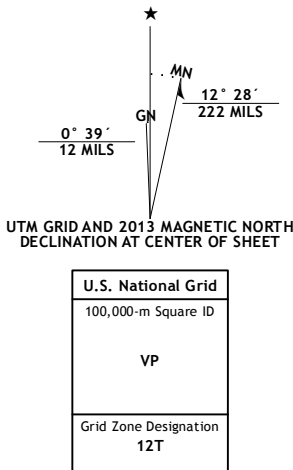 MN
GN
12° 28´
222 MILS
0° 39´
12 MILS
UTM GRID AND 2013 MAGNETIC NORTH
DECLINATION AT CENTER OF SHEET
U.S. National Grid
100,000-m Square ID
VP
Grid Zone Designation
12T